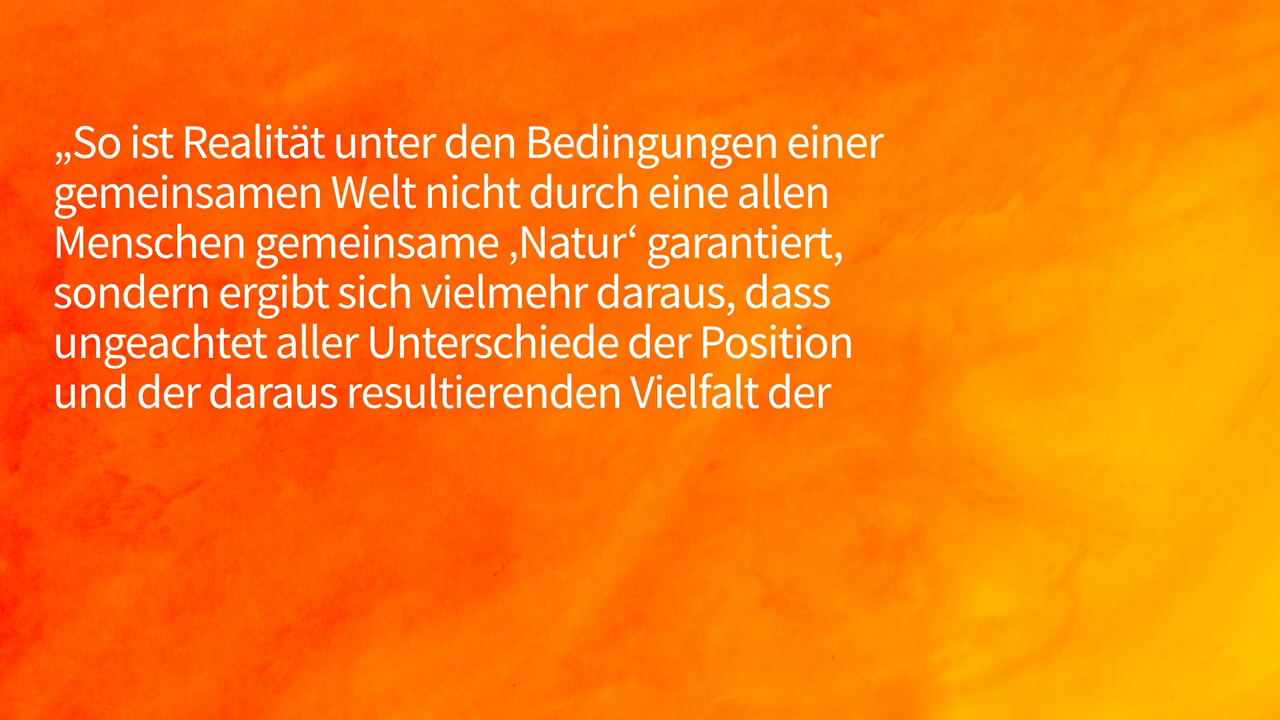 „So ist Realität unter den Bedingungen einer
gemeinsamen Welt nicht durch eine allen
Menschen gemeinsame ‚Natur‘ garantiert,
sondern ergibt sich vielmehr daraus, dass
ungeachtet aller Unterschiede der Position
und der daraus resultierenden Vielfalt der